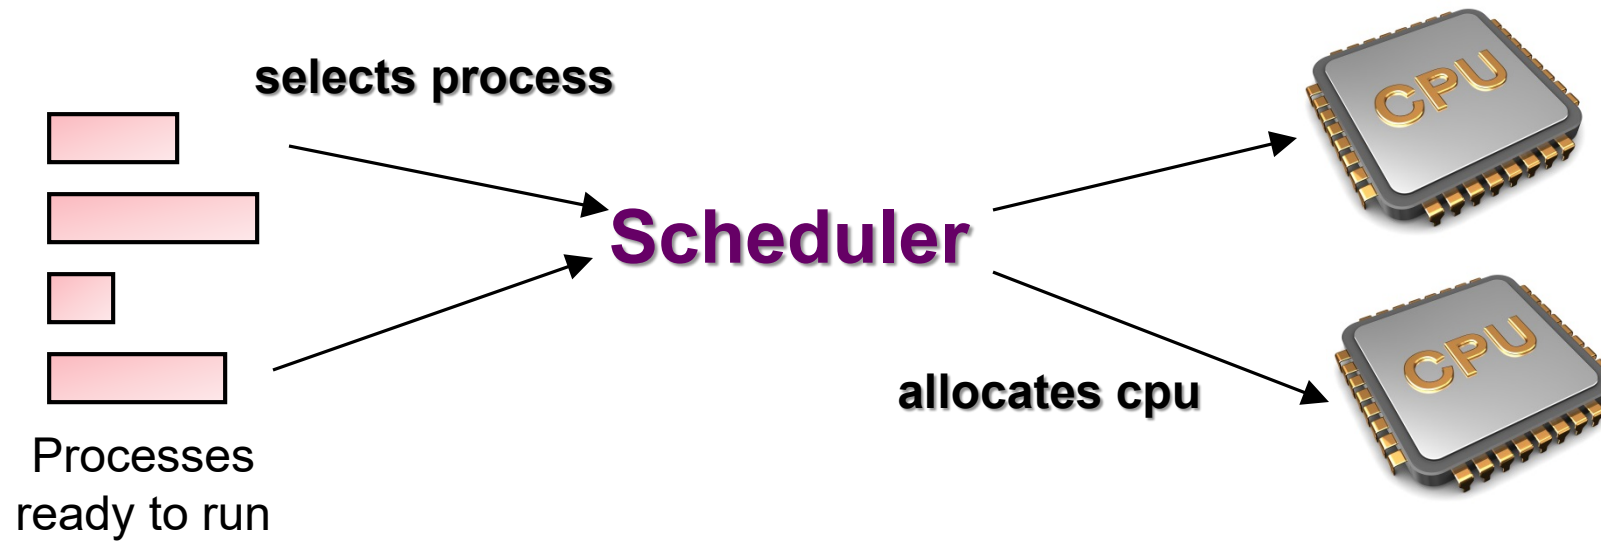 selects process
Scheduler
allocates cpu
Processes
ready to run
CPU
CPU